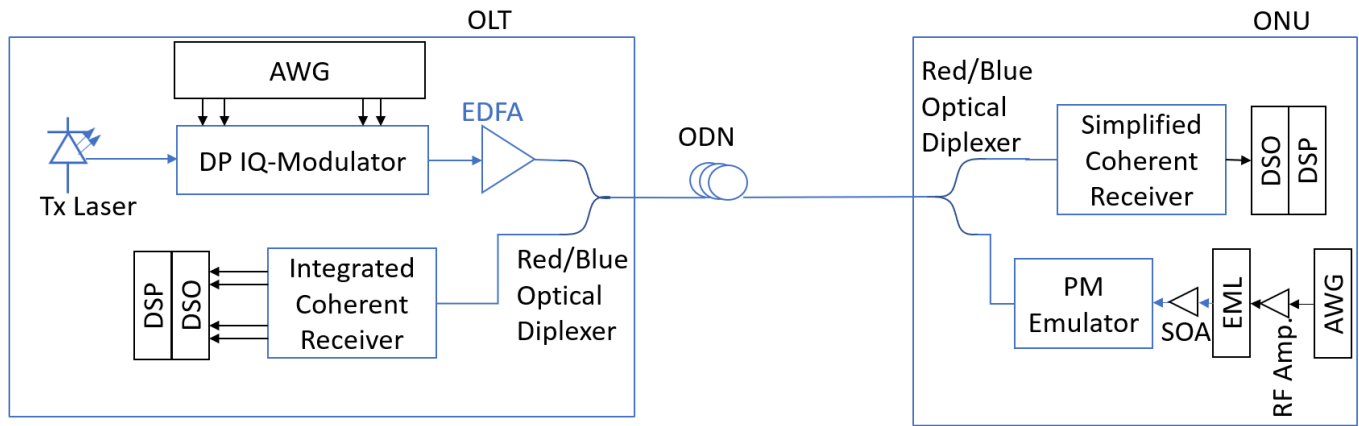 OLT
AWG
EDFA
DP IQ-Modulator
Tx Laser
Integrated
Coherent
Receiver
DSP
DSO
Red/Blue
Optical
Diplexer
ODN
ONU
Red/Blue
Optical
Diplexer
Simplified
Coherent
Receiver
DSO
DSP
PM
Emulator
SOA
EML
RF Amp.
AWG